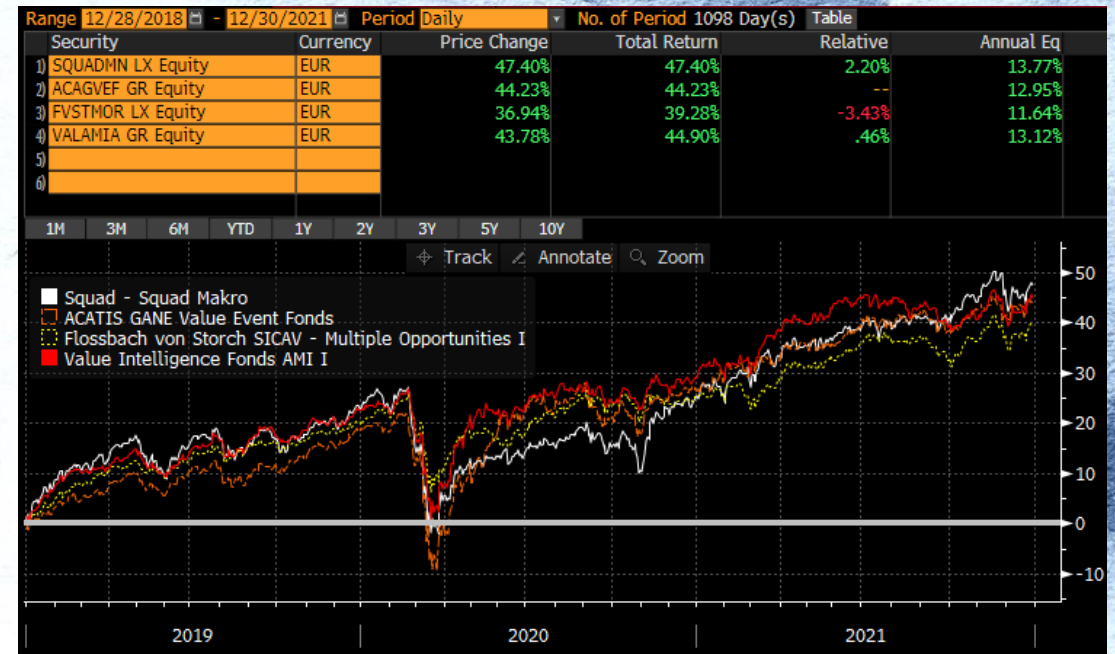 Range 12/28/2018 - 12/30/2021 Period Daily No. of Period 1098 Day(s) Table
Security Currency Price Change Total Return Relative Annual Eq
1) SQUADMN LX Equity EUR 47.40% 47.40% 2.20% 13.77%
2) ACAGVEF GR Equity EUR 44.23% 44.23% -- 12.95%
3) FVSTMOR LX Equity EUR 36.94% 39.28% -3.43% 11.64%
4) VALAMIA GR Equity EUR 43.78% 44.90% .46% 13.12%
5)
6)
1M 3M 6M YTD 1Y 2Y 3Y 5Y 10Y
Track Annotate Zoom
Squad - Squad Makro
ACATIS GANE Value Event Fonds
Flossbach von Storch SICAV - Multiple Opportunities I
Value Intelligence Fonds AMI I
50
40
30
20
10
0
-10
2019 2020 2021